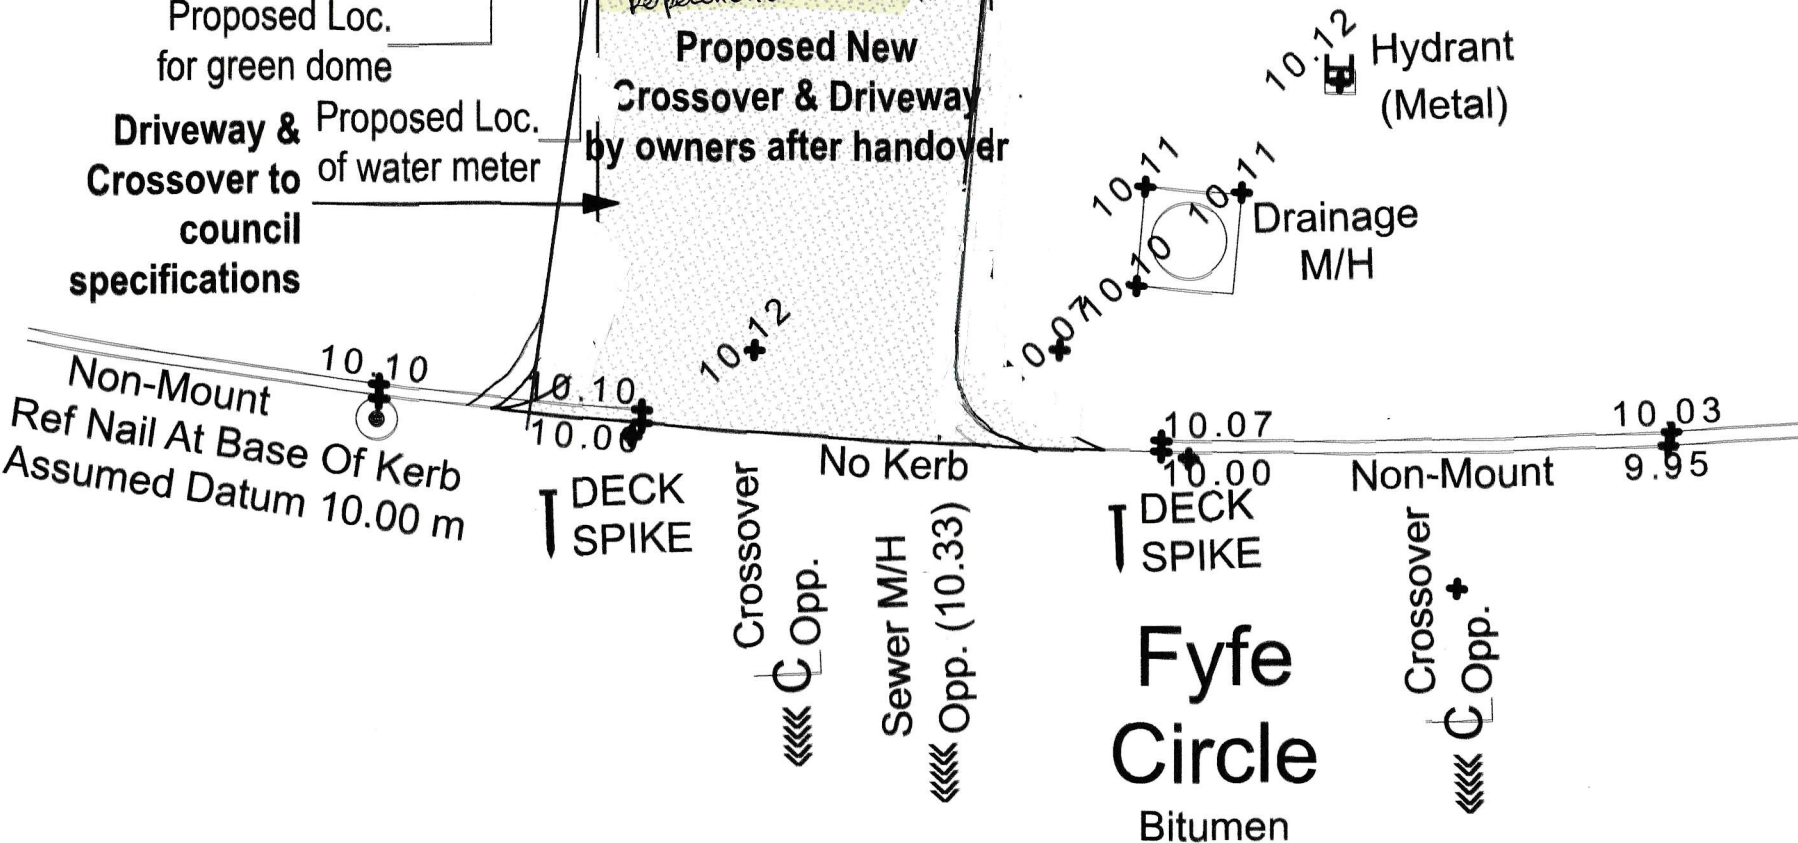 Proposed Loc.
for green dome
Driveway &
Crossover to
council
specifications
Proposed Loc.
of water meter
Proposed New
Crossover & Driveway
by owners after handover
10.12
Hydrant
(Metal)
10.11
10.11
Drainage
M/H
10.10
10.07
10.12
10.10
Non-Mount
Ref Nail At Base Of Kerb
Assumed Datum 10.00 m
10.10
DECK
SPIKE
No Kerb
10.07
10.00
DECK
SPIKE
Non-Mount
10.03
9.95
Crossover
C Opp.
Sewer M/H
Opp. (10.33)
Crossover
C Opp.
Fyfe
Circle
Bitumen